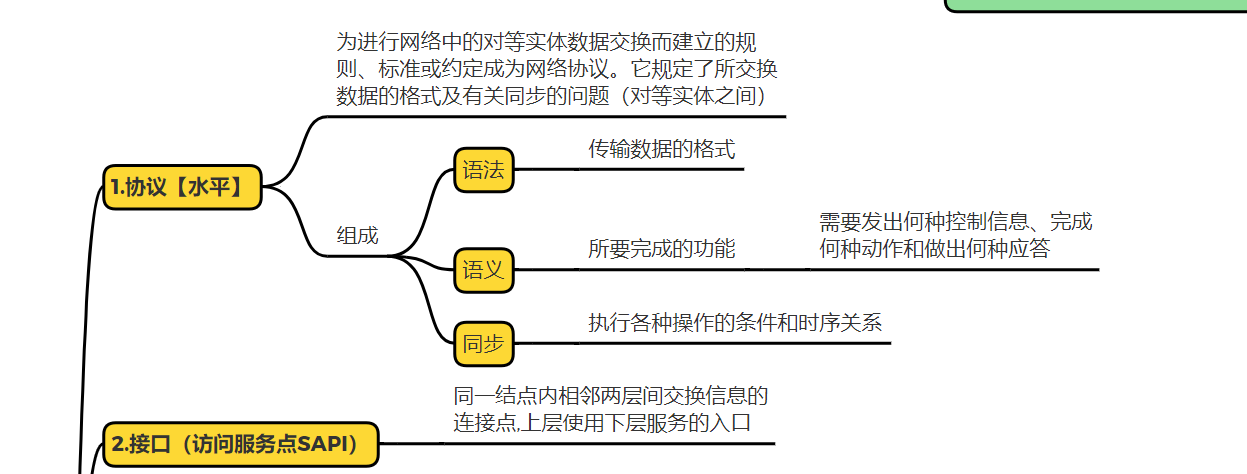 为进行网络中的对等实体数据交换而建立的规
则、标准或约定成为网络协议。它规定了所交换
数据的格式及有关同步的问题（对等实体之间）
1.协议【水平】
组成
语法
传输数据的格式
语义
所要完成的功能
需要发出何种控制信息、完成
何种动作和做出何种应答
同步
执行各种操作的条件和时序关系
2.接口（访问服务点SAPI）
同一结点内相邻两层间交换信息的
连接点,上层使用下层服务的入口